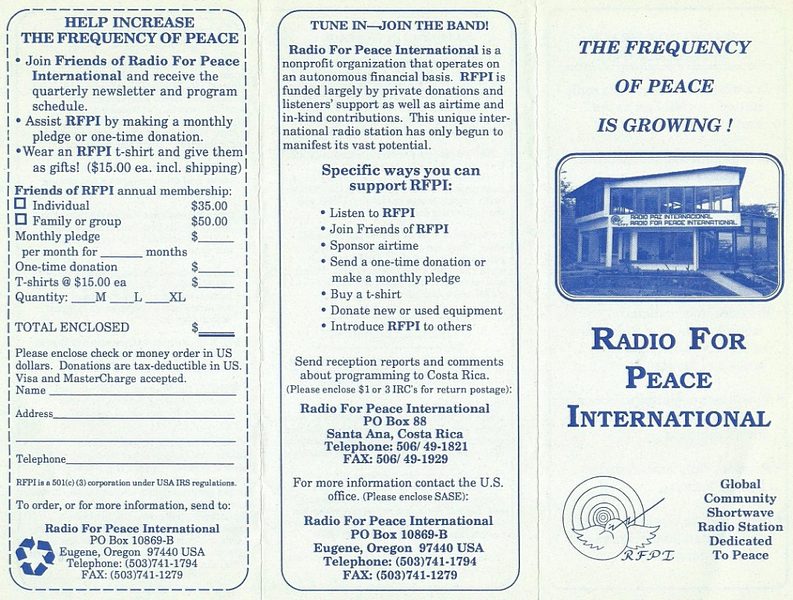 HELP INCREASE
THE FREQUENCY OF PEACE
• Join Friends of Radio For Peace
International and receive the
quarterly newsletter and program
schedule.
• Assist RFPI by making a monthly
pledge or one-time donation.
•Wear an RFPI t-shirt and give them
as gifts! ($15.00 ea. incl. shipping)
Friends of RFPI annual membership:
☐ Individual $35.00
☐ Family or group $50.00
Monthly pledge $_____
per month for ______ months
One-time donation $_____
T-shirts @ $15.00 ea $_____
Quantity: ____M ____L ____XL
TOTAL ENCLOSED $_____
Please enclose check or money order in US
dollars. Donations are tax-deductible in US.
Visa and MasterCharge accepted.
Name ______________________________
Address______________________________
______________________________
Telephone___________________________
RFPI is a 501(c) (3) corporation under USA IRS regulations.
To order, or for more information, send to:
Radio For Peace International
PO Box 10869-B
Eugene, Oregon 97440 USA
Telephone: (503)741-1794
FAX: (503)741-1279
TUNE IN—JOIN THE BAND!
Radio For Peace International is a
nonprofit organization that operates on
an autonomous financial basis. RFPI is
funded largely by private donations and
listeners' support as well as airtime and
in-kind contributions. This unique inter-
national radio station has only begun to
manifest its vast potential.
Specific ways you can
support RFPI:
• Listen to RFPI
• Join Friends of RFPI
• Sponsor airtime
• Send a one-time donation or
make a monthly pledge
• Buy a t-shirt
• Donate new or used equipment
• Introduce RFPI to others
Send reception reports and comments
about programming to Costa Rica.
(Please enclose $1 or 3 IRC's for return postage):
Radio For Peace International
PO Box 88
Santa Ana, Costa Rica
Telephone: 506/ 49-1821
FAX: 506/ 49-1929
For more information contact the U.S.
office. (Please enclose SASE):
Radio For Peace International
PO Box 10869-B
Eugene, Oregon 97440 USA
Telephone: (503)741-1794
FAX: (503)741-1279
THE FREQUENCY
OF PEACE
IS GROWING !
RADIO PAZ INTERNACIONAL
RADIO FOR PEACE INTERNATIONAL
RADIO FOR
PEACE
INTERNATIONAL
RFPI
Global
Community
Shortwave
Radio Station
Dedicated
To Peace